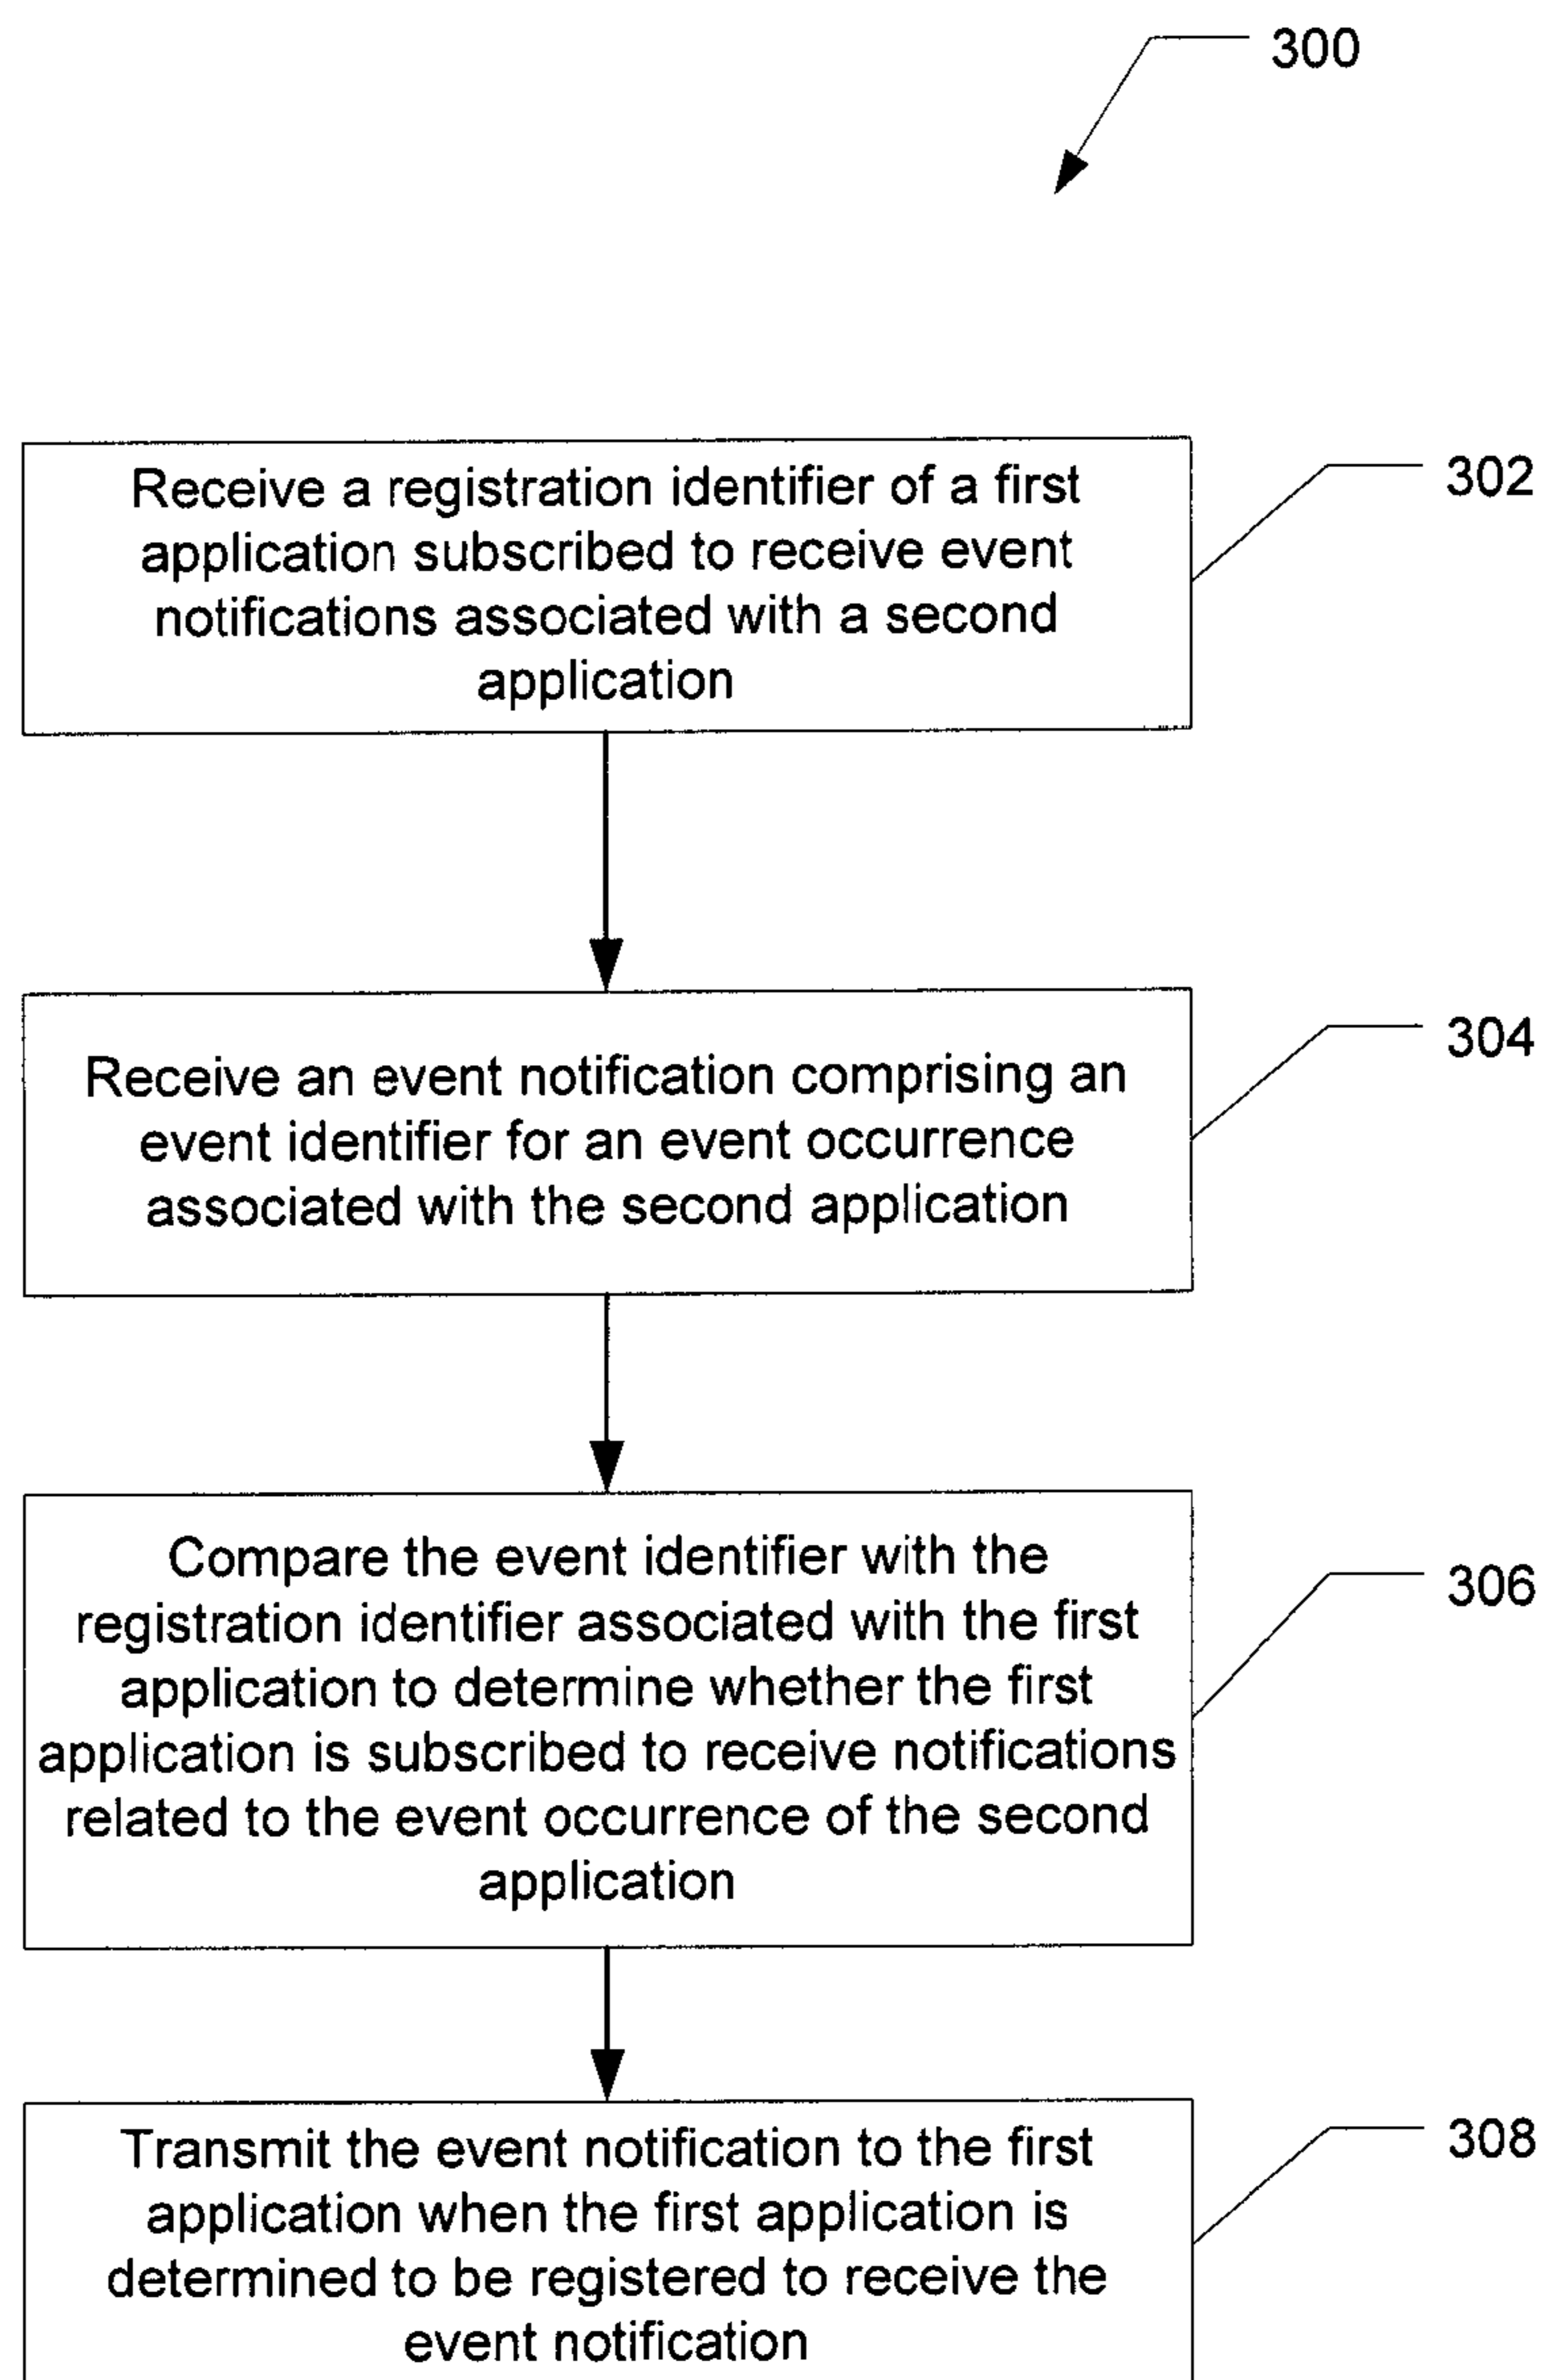 300
Receive a registration identifier of a first
application subscribed to receive event
notifications associated with a second
application
302
Receive an event notification comprising an
event identifier for an event occurrence
associated with the second application
304
Compare the event identifier with the
registration identifier associated with the first
application to determine whether the first
application is subscribed to receive notifications
related to the event occurrence of the second
application
306
Transmit the event notification to the first
application when the first application is
determined to be registered to receive the
event notification
308